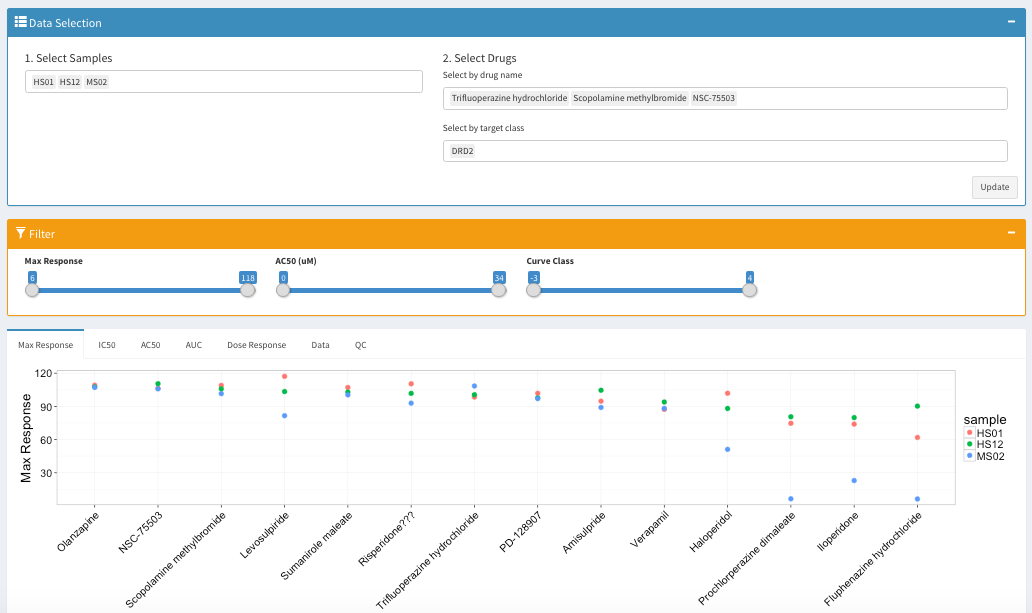 Data Selection
1. Select Samples
HS01 HS12 MS02
2. Select Drugs
Select by drug name
Trifluoperazine hydrochloride Scopolamine methylbromide NSC-75503
Select by target class
DRD2
Update
Filter
Max Response
6 118
AC50 (uM)
0 34
Curve Class
-3 4
Max Response IC50 AC50 AUC Dose Response Data QC
Max Response
120
90
60
30
Olanzapine
NSC-75503
Scopolamine methylbromide
Levosulpiride
Sumanirole maleate
Risperidone???
Trifluoperazine hydrochloride
PD-128907
Amisulpride
Verapamil
Haloperidol
Prochlorperazine dimaleate
Iloperidone
Fluphenazine hydrochloride
sample
HS01
HS12
MS02